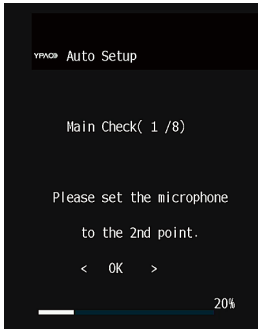 YPAO Auto Setup
Main Check( 1 /8)
Please set the microphone
to the 2nd point.
< OK >
20%